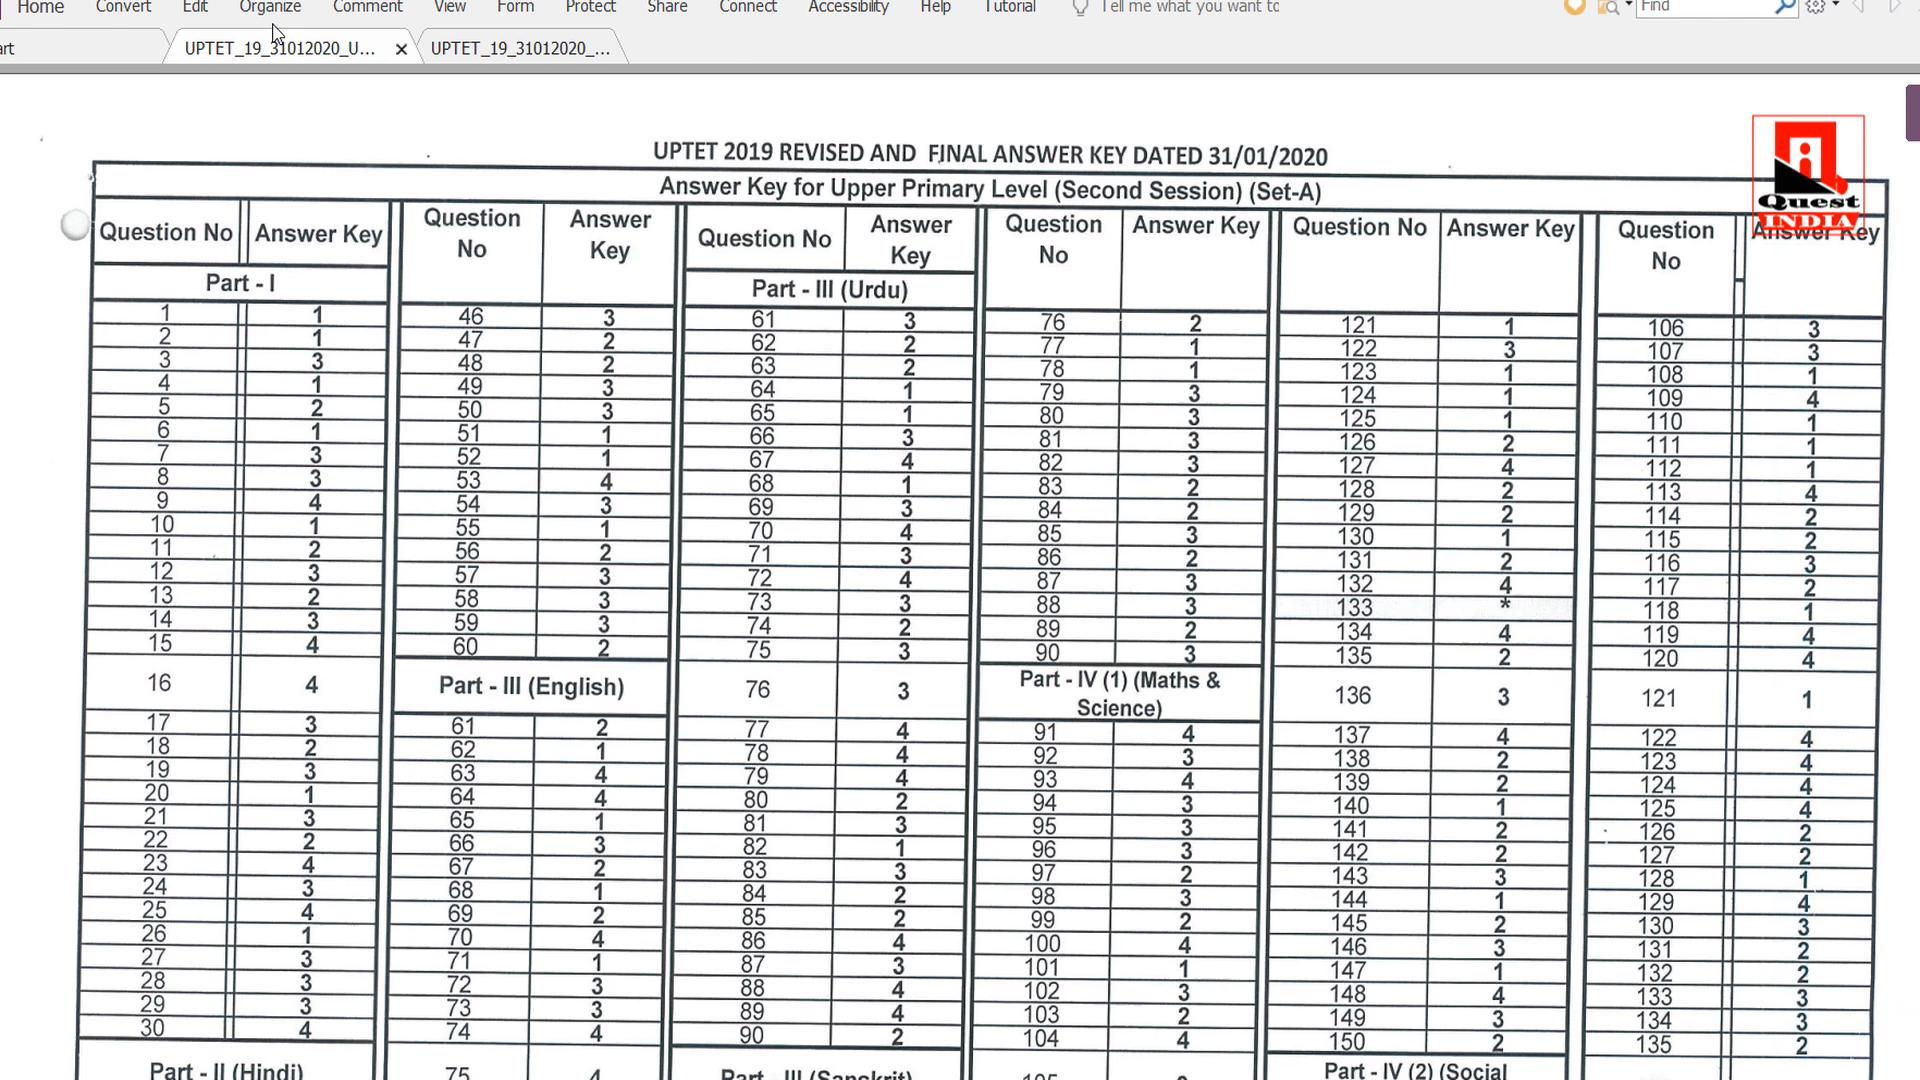 Home Convert Edit Organize Comment View Form Protect Share Connect Accessibility Help Tutorial Tell me what you want to Find
art UPTET_19_31012020_U... × UPTET_19_31012020_...
UPTET 2019 REVISED AND FINAL ANSWER KEY DATED 31/01/2020
Answer Key for Upper Primary Level (Second Session) (Set-A)
i
Quest
INDIA
Question No Answer Key Question No Answer Key Question No Answer Key Question No Answer Key Question No Answer Key Question No Answer Key
Part - I Part - III (Urdu)
1 1 46 3 61 3 76 2 121 1 106 3
2 1 47 2 62 2 77 1 122 3 107 3
3 3 48 2 63 2 78 1 123 1 108 1
4 1 49 3 64 1 79 3 124 1 109 4
5 2 50 3 65 1 80 3 125 1 110 1
6 1 51 1 66 3 81 3 126 2 111 1
7 3 52 1 67 4 82 3 127 4 112 1
8 3 53 4 68 1 83 2 128 2 113 4
9 4 54 3 69 3 84 2 129 2 114 2
10 1 55 1 70 4 85 3 130 1 115 2
11 2 56 2 71 3 86 2 131 2 116 3
12 3 57 3 72 4 87 3 132 4 117 2
13 2 58 3 73 3 88 3 133 * 118 1
14 3 59 3 74 2 89 2 134 4 119 4
15 4 60 2 75 3 90 3 135 2 120 4
16 4 Part - III (English) 76 3 Part - IV (1) (Maths & Science) 136 3 121 1
17 3 61 2 77 4 91 4 137 4 122 4
18 2 62 1 78 4 92 3 138 2 123 4
19 3 63 4 79 4 93 4 139 2 124 4
20 1 64 4 80 2 94 3 140 1 125 4
21 3 65 1 81 3 95 3 141 2 126 2
22 2 66 3 82 1 96 3 142 2 127 2
23 4 67 2 83 3 97 2 143 3 128 1
24 3 68 1 84 2 98 3 144 1 129 4
25 4 69 2 85 2 99 2 145 2 130 3
26 1 70 4 86 4 100 4 146 3 131 2
27 3 71 1 87 3 101 1 147 1 132 2
28 3 72 3 88 4 102 3 148 4 133 3
29 3 73 3 89 4 103 2 149 3 134 3
30 4 74 4 90 2 104 4 150 2 135 2
Part - II (Hindi) 75 4 Part - III (Sanskrit) 105 Part - IV (2) (Social